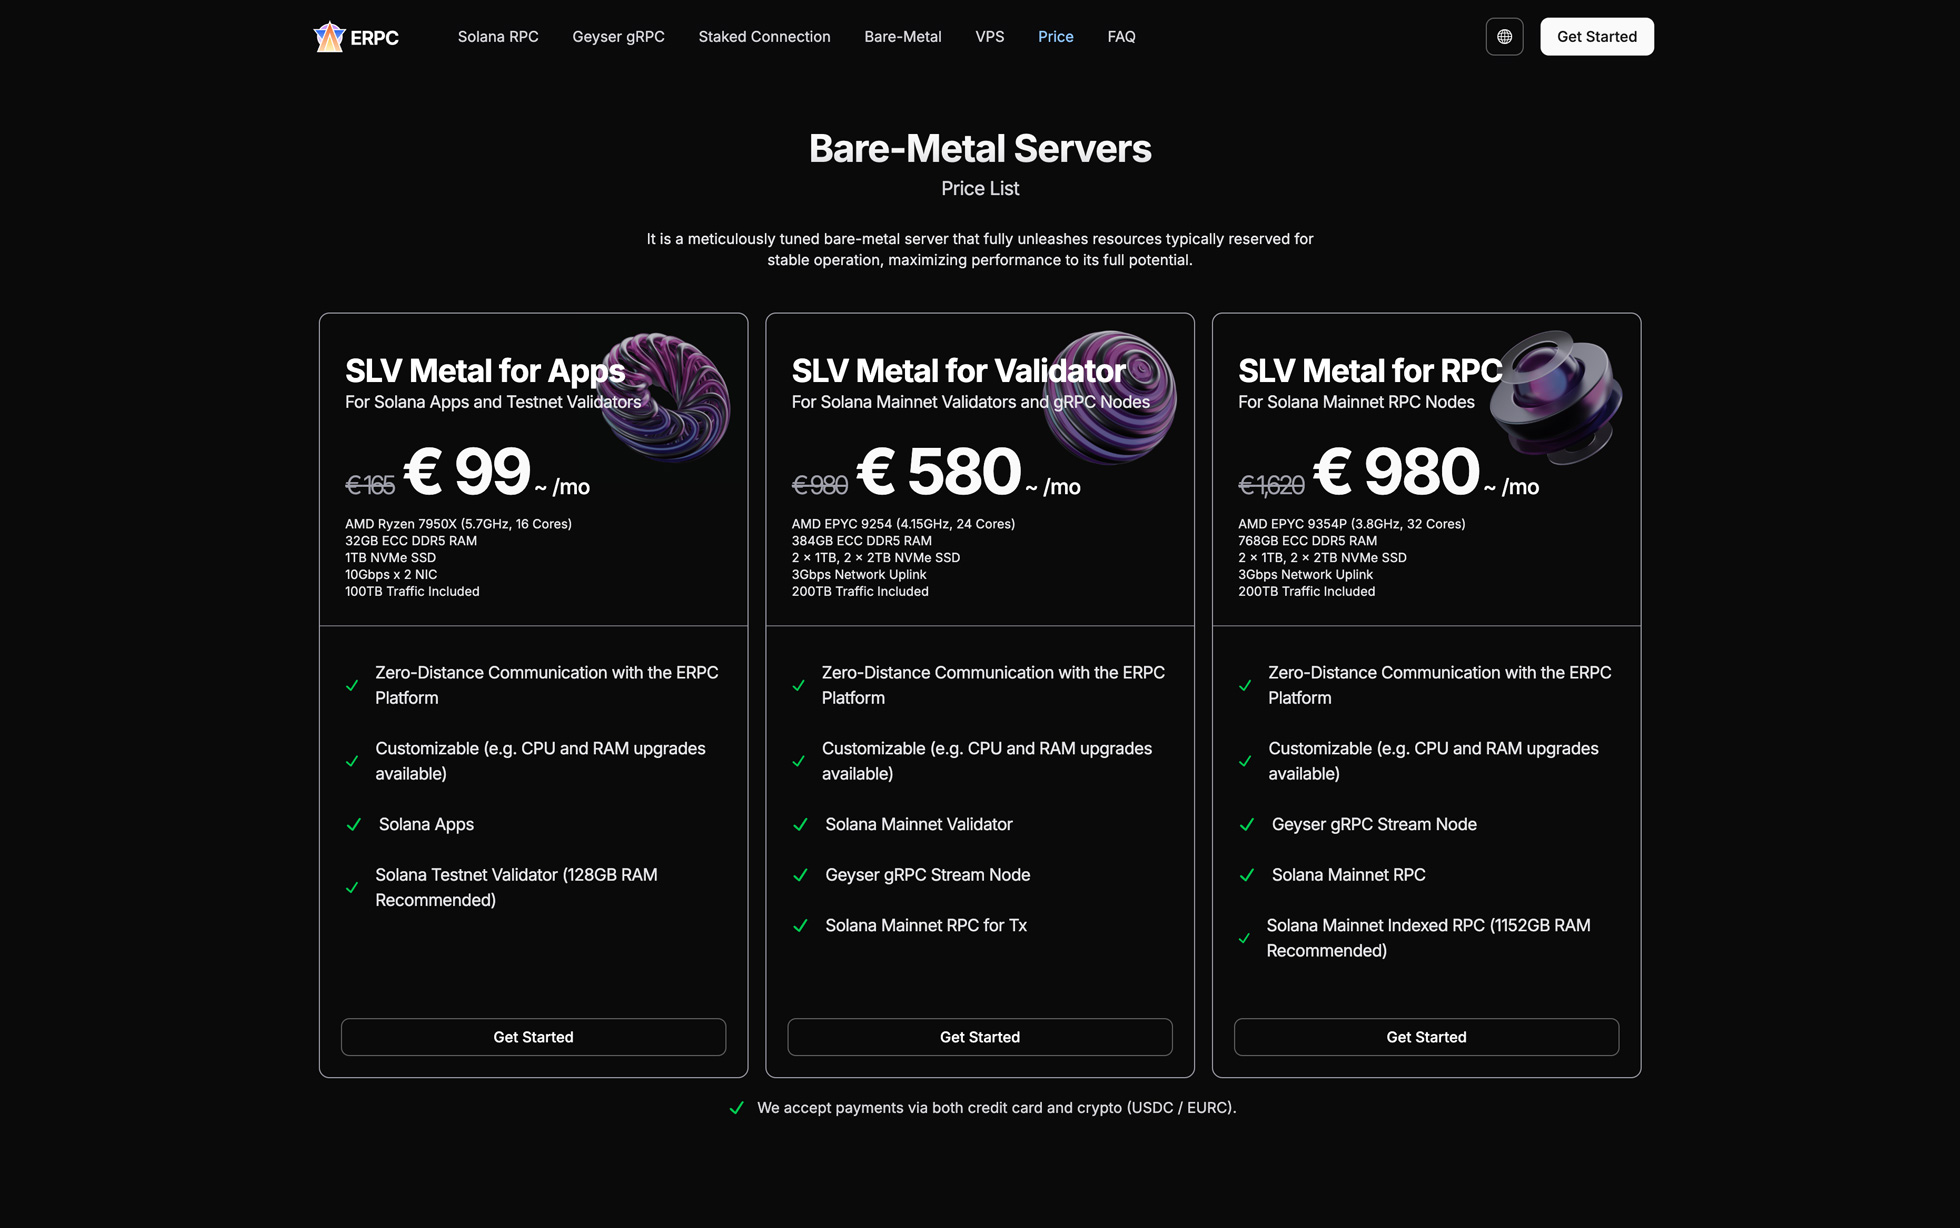 ERPC
Solana RPC
Geyser gRPC
Staked Connection
Bare-Metal
VPS
Price
FAQ
Get Started
Bare-Metal Servers
Price List
It is a meticulously tuned bare-metal server that fully unleashes resources typically reserved for
stable operation, maximizing performance to its full potential.
SLV Metal for Apps
For Solana Apps and Testnet Validators
€165 € 99 ~ /mo
AMD Ryzen 7950X (5.7GHz, 16 Cores)
32GB ECC DDR5 RAM
1TB NVMe SSD
10Gbps x 2 NIC
100TB Traffic Included
Zero-Distance Communication with the ERPC
Platform
Customizable (e.g. CPU and RAM upgrades
available)
Solana Apps
Solana Testnet Validator (128GB RAM
Recommended)
Get Started
SLV Metal for Validator
For Solana Mainnet Validators and gRPC Nodes
€980 € 580 ~ /mo
AMD EPYC 9254 (4.15GHz, 24 Cores)
384GB ECC DDR5 RAM
2 × 1TB, 2 × 2TB NVMe SSD
3Gbps Network Uplink
200TB Traffic Included
Zero-Distance Communication with the ERPC
Platform
Customizable (e.g. CPU and RAM upgrades
available)
Solana Mainnet Validator
Geyser gRPC Stream Node
Solana Mainnet RPC for Tx
Get Started
SLV Metal for RPC
For Solana Mainnet RPC Nodes
€1,620 € 980 ~ /mo
AMD EPYC 9354P (3.8GHz, 32 Cores)
768GB ECC DDR5 RAM
2 × 1TB, 2 × 2TB NVMe SSD
3Gbps Network Uplink
200TB Traffic Included
Zero-Distance Communication with the ERPC
Platform
Customizable (e.g. CPU and RAM upgrades
available)
Geyser gRPC Stream Node
Solana Mainnet RPC
Solana Mainnet Indexed RPC (1152GB RAM
Recommended)
Get Started
We accept payments via both credit card and crypto (USDC / EURC).